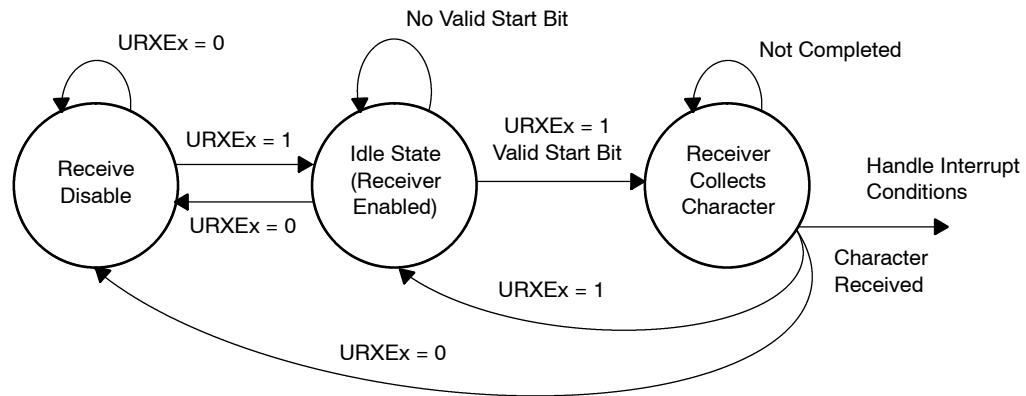 No Valid Start Bit
URXEx = 0
Not Completed
URXEx = 1
URXEx = 1
Valid Start Bit
Receive
Disable
Idle State
(Receiver
Enabled)
Receiver
Collects
Character
Handle Interrupt
Conditions
URXEx = 0
Character
Received
URXEx = 1
URXEx = 0